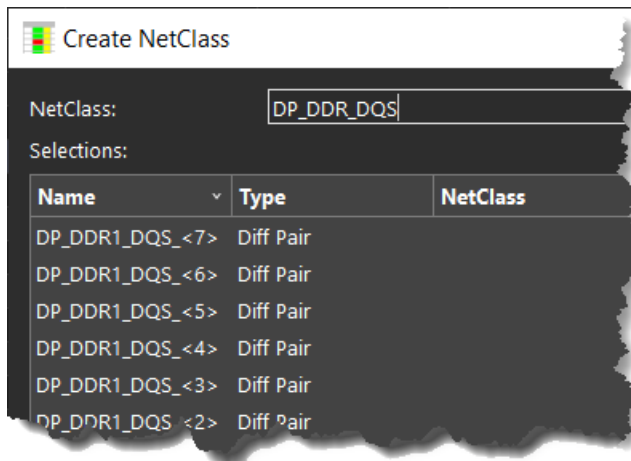 Create NetClass
NetClass: DP_DDR_DQS
Selections:
Name Type NetClass
DP_DDR1_DQS_<7> Diff Pair
DP_DDR1_DQS_<6> Diff Pair
DP_DDR1_DQS_<5> Diff Pair
DP_DDR1_DQS_<4> Diff Pair
DP_DDR1_DQS_<3> Diff Pair
DP_DDR1_DQS_<2> Diff Pair